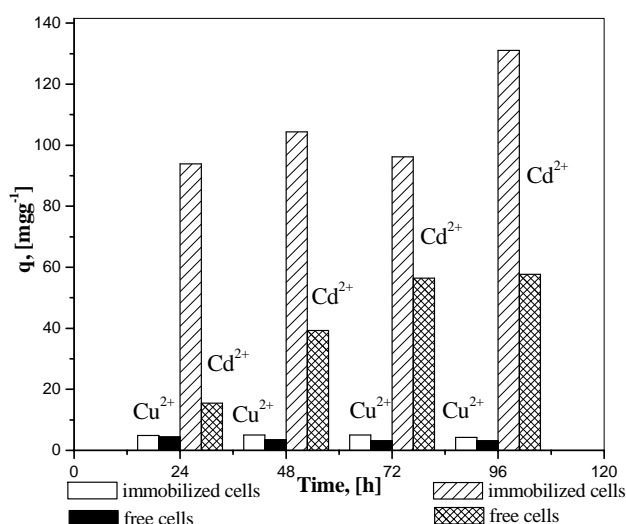 140
120
100
80
60
40
20
0
q, [mgg⁻¹]
Cu²⁺
Cd²⁺
Cu²⁺
Cd²⁺
Cu²⁺
Cd²⁺
Cu²⁺
Cd²⁺
0 24 48 72 96 120
Time, [h]
immobilized cells immobilized cells
free cells free cells